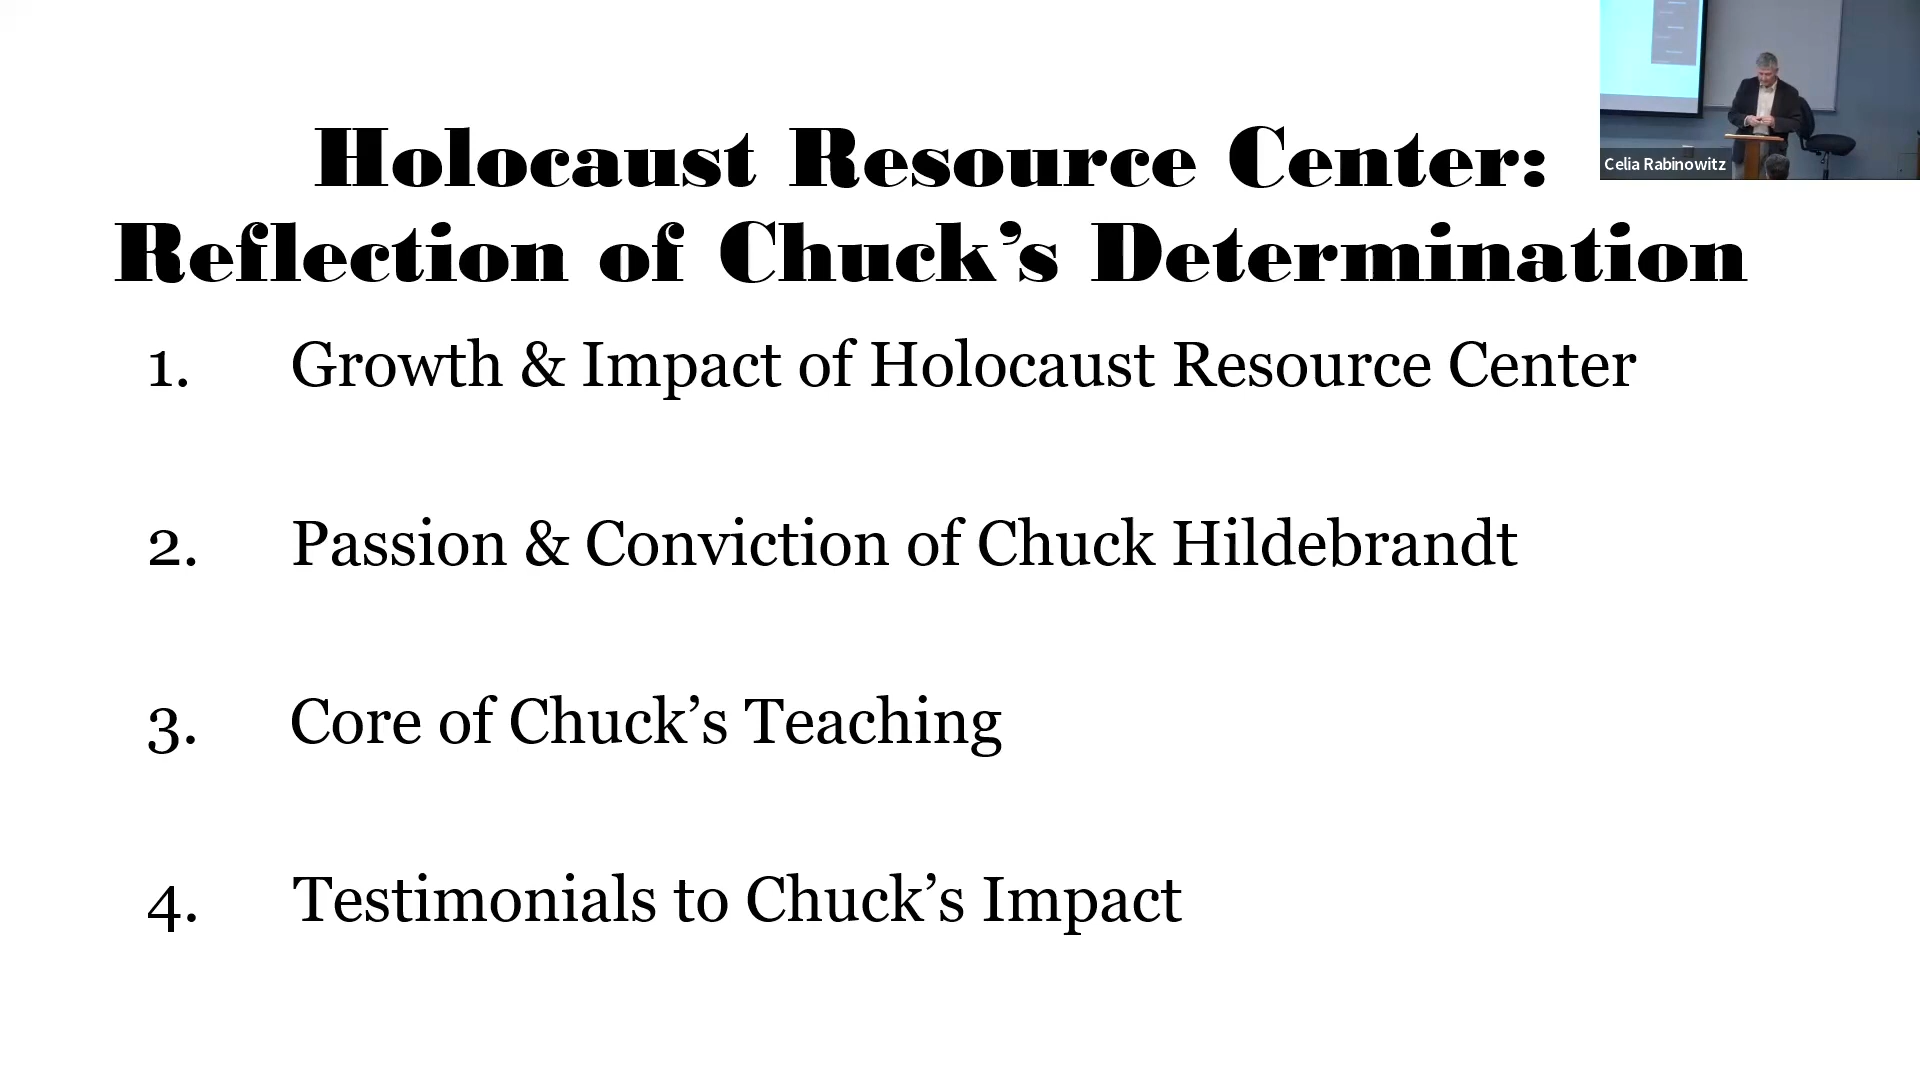 Holocaust Resource Center:
Reflection of Chuck’s Determination
1. Growth & Impact of Holocaust Resource Center
2. Passion & Conviction of Chuck Hildebrandt
3. Core of Chuck’s Teaching
4. Testimonials to Chuck’s Impact
Celia Rabinowitz